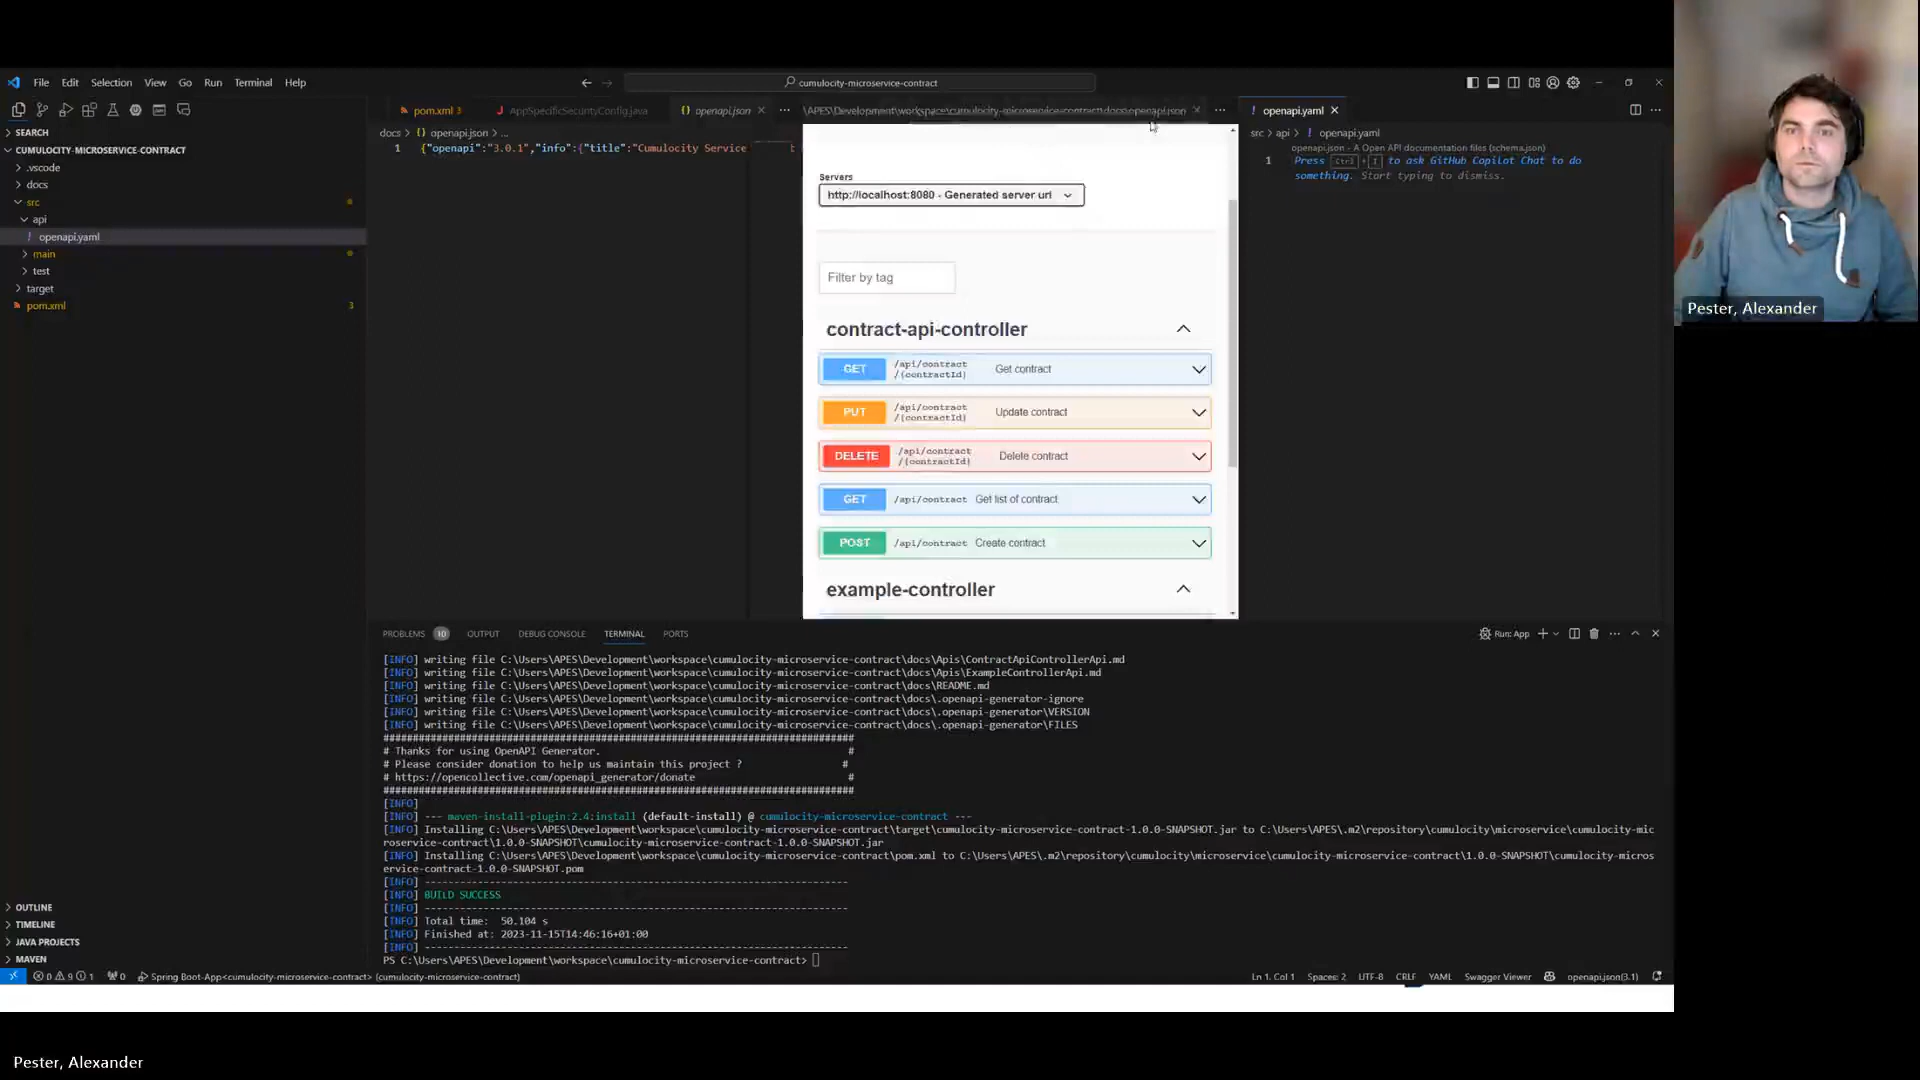 File Edit Selection View Go Run Terminal Help
cumulocity-microservice-contract
SEARCH
CUMULOCITY-MICROSERVICE-CONTRACT
.vscode
docs
src
api
! openapi.yaml
main
test
target
pom.xml 3
OUTLINE
TIMELINE
JAVA PROJECTS
MAVEN
pom.xml 3
AppSpecificSecurityConfig.java
{} openapi.json
docs > {} openapi.json > ...
1 {"openapi":"3.0.1","info":{"title":"Cumulocity Service
\APES\Development\workspace\cumulocity-microservice-contract\docs\openapi.json
Servers
http://localhost:8080 - Generated server url
Filter by tag
contract-api-controller
GET /api/contract/{contractId} Get contract
PUT /api/contract/{contractId} Update contract
DELETE /api/contract/{contractId} Delete contract
GET /api/contract Get list of contract
POST /api/contract Create contract
example-controller
! openapi.yaml
src > api > ! openapi.yaml
openapi.json - A Open API documentation files (schema.json)
1 Press Ctrl + I to ask GitHub Copilot Chat to do
something. Start typing to dismiss.
PROBLEMS 10 OUTPUT DEBUG CONSOLE TERMINAL PORTS
Run: App
[INFO] writing file C:\Users\APES\Development\workspace\cumulocity-microservice-contract\docs\Apis\ContractApiControllerApi.md
[INFO] writing file C:\Users\APES\Development\workspace\cumulocity-microservice-contract\docs\Apis\ExampleControllerApi.md
[INFO] writing file C:\Users\APES\Development\workspace\cumulocity-microservice-contract\docs\README.md
[INFO] writing file C:\Users\APES\Development\workspace\cumulocity-microservice-contract\docs\.openapi-generator-ignore
[INFO] writing file C:\Users\APES\Development\workspace\cumulocity-microservice-contract\docs\.openapi-generator\VERSION
[INFO] writing file C:\Users\APES\Development\workspace\cumulocity-microservice-contract\docs\.openapi-generator\FILES
################################################################################
# Thanks for using OpenAPI Generator. #
# Please consider donation to help us maintain this project ? #
# https://opencollective.com/openapi_generator/donate #
################################################################################
[INFO]
[INFO] --- maven-install-plugin:2.4:install (default-install) @ cumulocity-microservice-contract ---
[INFO] Installing C:\Users\APES\Development\workspace\cumulocity-microservice-contract\target\cumulocity-microservice-contract-1.0.0-SNAPSHOT.jar to C:\Users\APES\.m2\repository\cumulocity\microservice\cumulocity-mic
roservice-contract\1.0.0-SNAPSHOT\cumulocity-microservice-contract-1.0.0-SNAPSHOT.jar
[INFO] Installing C:\Users\APES\Development\workspace\cumulocity-microservice-contract\pom.xml to C:\Users\APES\.m2\repository\cumulocity\microservice\cumulocity-microservice-contract\1.0.0-SNAPSHOT\cumulocity-micros
ervice-contract-1.0.0-SNAPSHOT.pom
[INFO] ------------------------------------------------------------------------
[INFO] BUILD SUCCESS
[INFO] ------------------------------------------------------------------------
[INFO] Total time: 50.104 s
[INFO] Finished at: 2023-11-15T14:46:16+01:00
[INFO] ------------------------------------------------------------------------
PS C:\Users\APES\Development\workspace\cumulocity-microservice-contract>
0 9 1 0 Spring Boot-App<cumulocity-microservice-contract> (cumulocity-microservice-contract)
Ln 1, Col 1 Spaces: 2 UTF-8 CRLF YAML Swagger Viewer openapi.json(3.1)
Pester, Alexander
Pester, Alexander